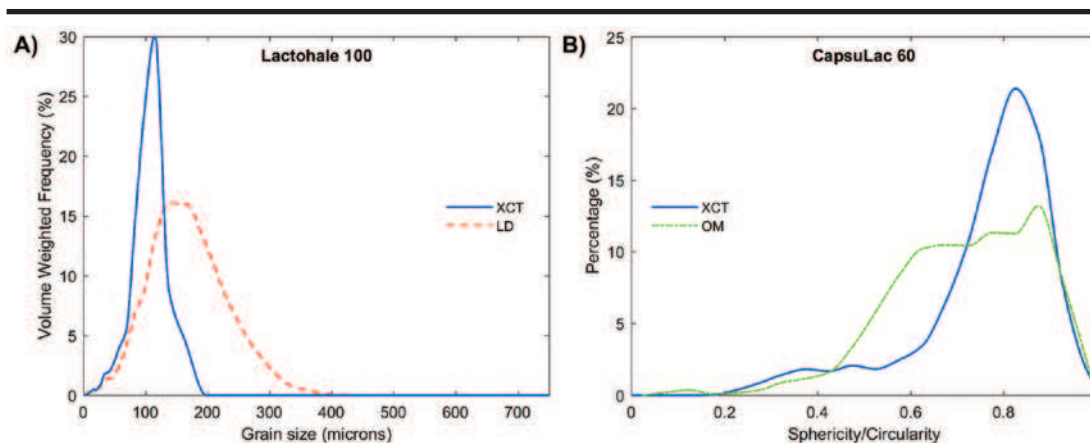 A)
Lactohale 100
Volume Weighted Frequency (%)
30
25
20
15
10
5
0
XCT
LD
0 100 200 300 400 500 600 700
Grain size (microns)
B)
CapsuLac 60
Percentage (%)
25
20
15
10
5
0
XCT
OM
0 0.2 0.4 0.6 0.8
Sphericity/Circularity